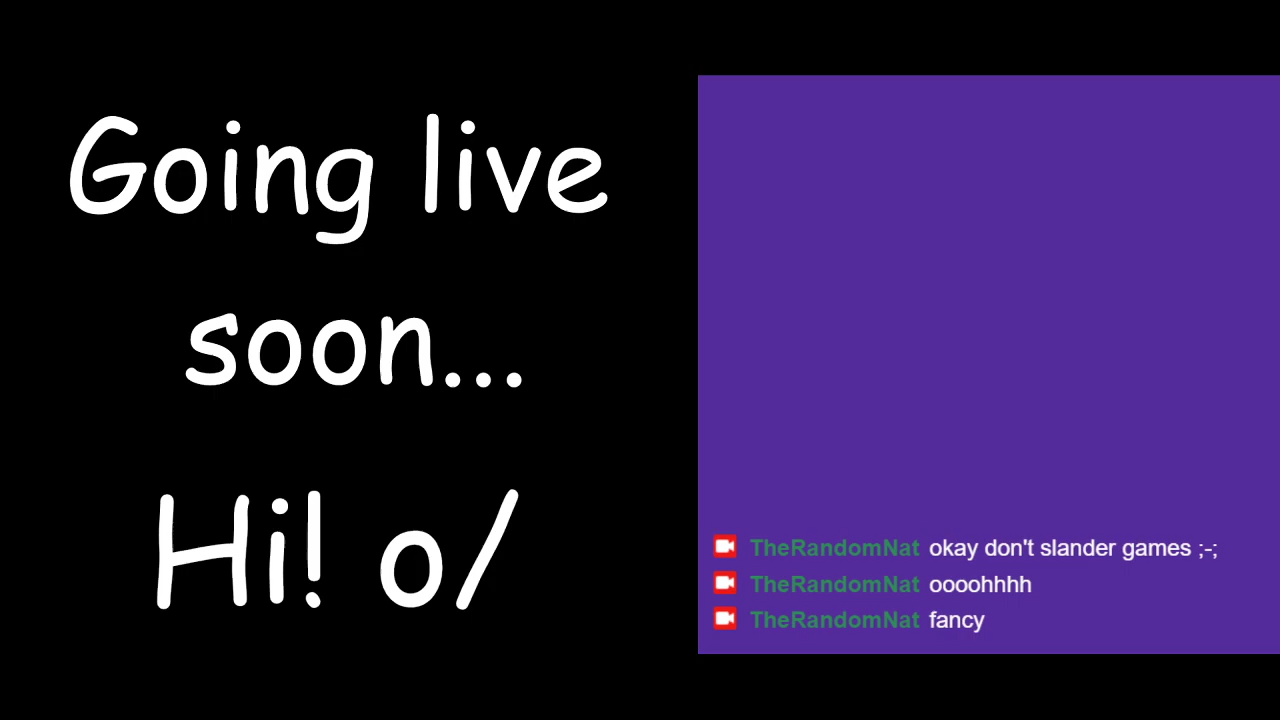 Going live
soon...
Hi! o/
TheRandomNat okay don't slander games ;-;
TheRandomNat oooohhhh
TheRandomNat fancy